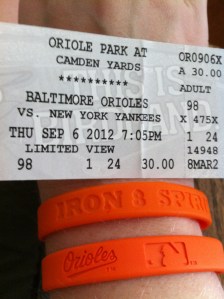 ORIOLE PARK AT OR0906X
CAMDEN YARDS A 30.00
********** ADULT
BALTIMORE ORIOLES 98
VS. NEW YORK YANKEES X 475X
THU SEP 6 2012 7:05PM 1 24
LIMITED VIEW 14948
98 1 24 30.00 8MAR2
IRON &
Orioles